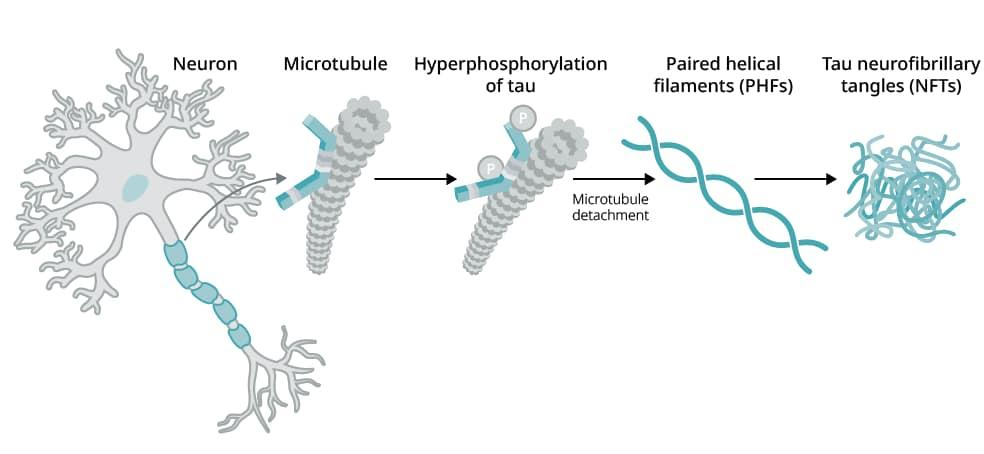 Neuron
Microtubule
Hyperphosphorylation
of tau
Paired helical
filaments (PHFs)
Tau neurofibrillary
tangles (NFTs)
P
P
Microtubule
detachment